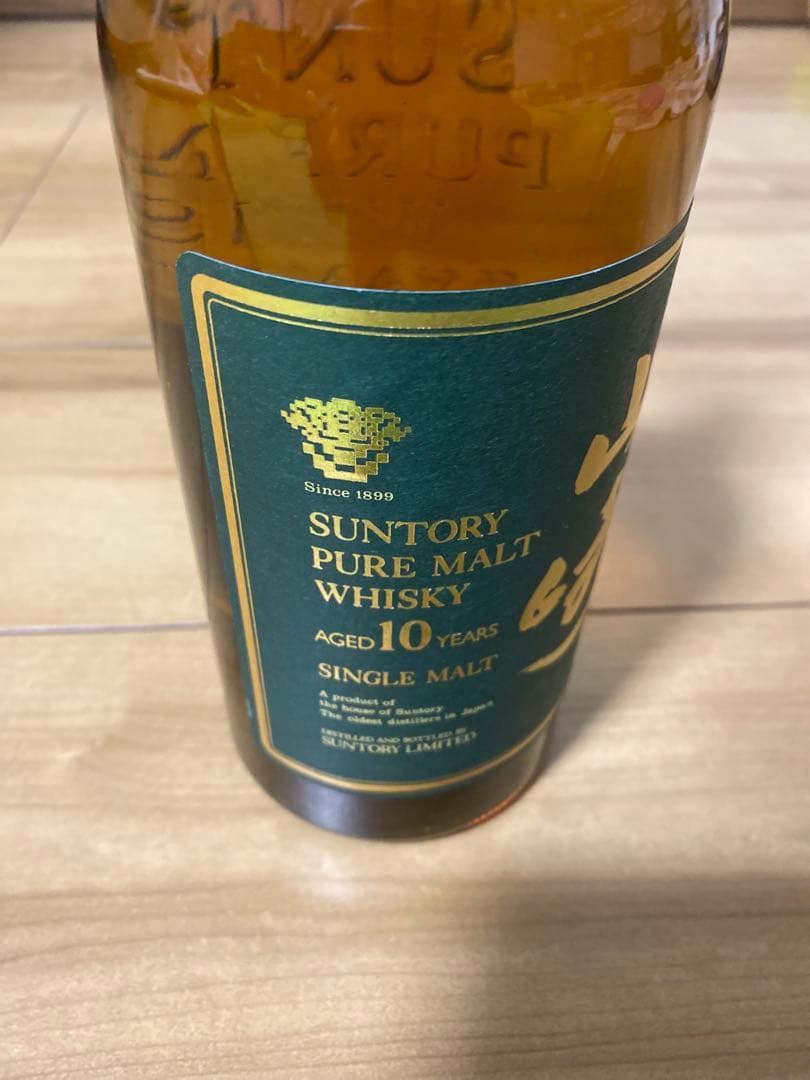 Since 1899
SUNTORY
PURE MALT
WHISKY
AGED 10 YEARS
SINGLE MALT
A product of
the house of Suntory
The oldest distillers in Japan
DISTILLED AND BOTTLED BY
SUNTORY LIMITED
山